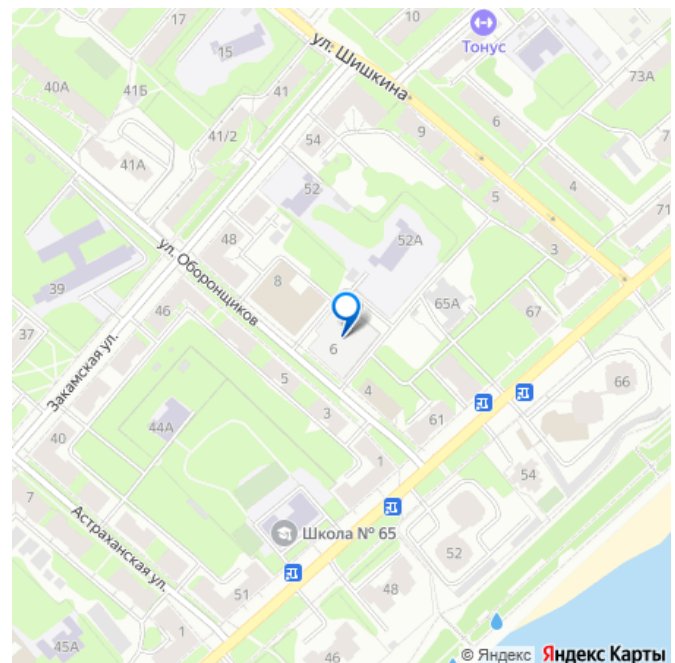 17
10
Тонус
15
ул. Шишкина
40А
41Б
41
73А
41/2
54
9
6
7
41А
52
5
4
48
52А
71
ул. Оборонщиков
3
39
8
65А
46
67
37
6
Закамская ул.
5
4
66
3
61
44А
40
1
54
7
Школа № 65
Астраханская ул.
52
51
48
1
45А
46
© Яндекс Яндекс Карты